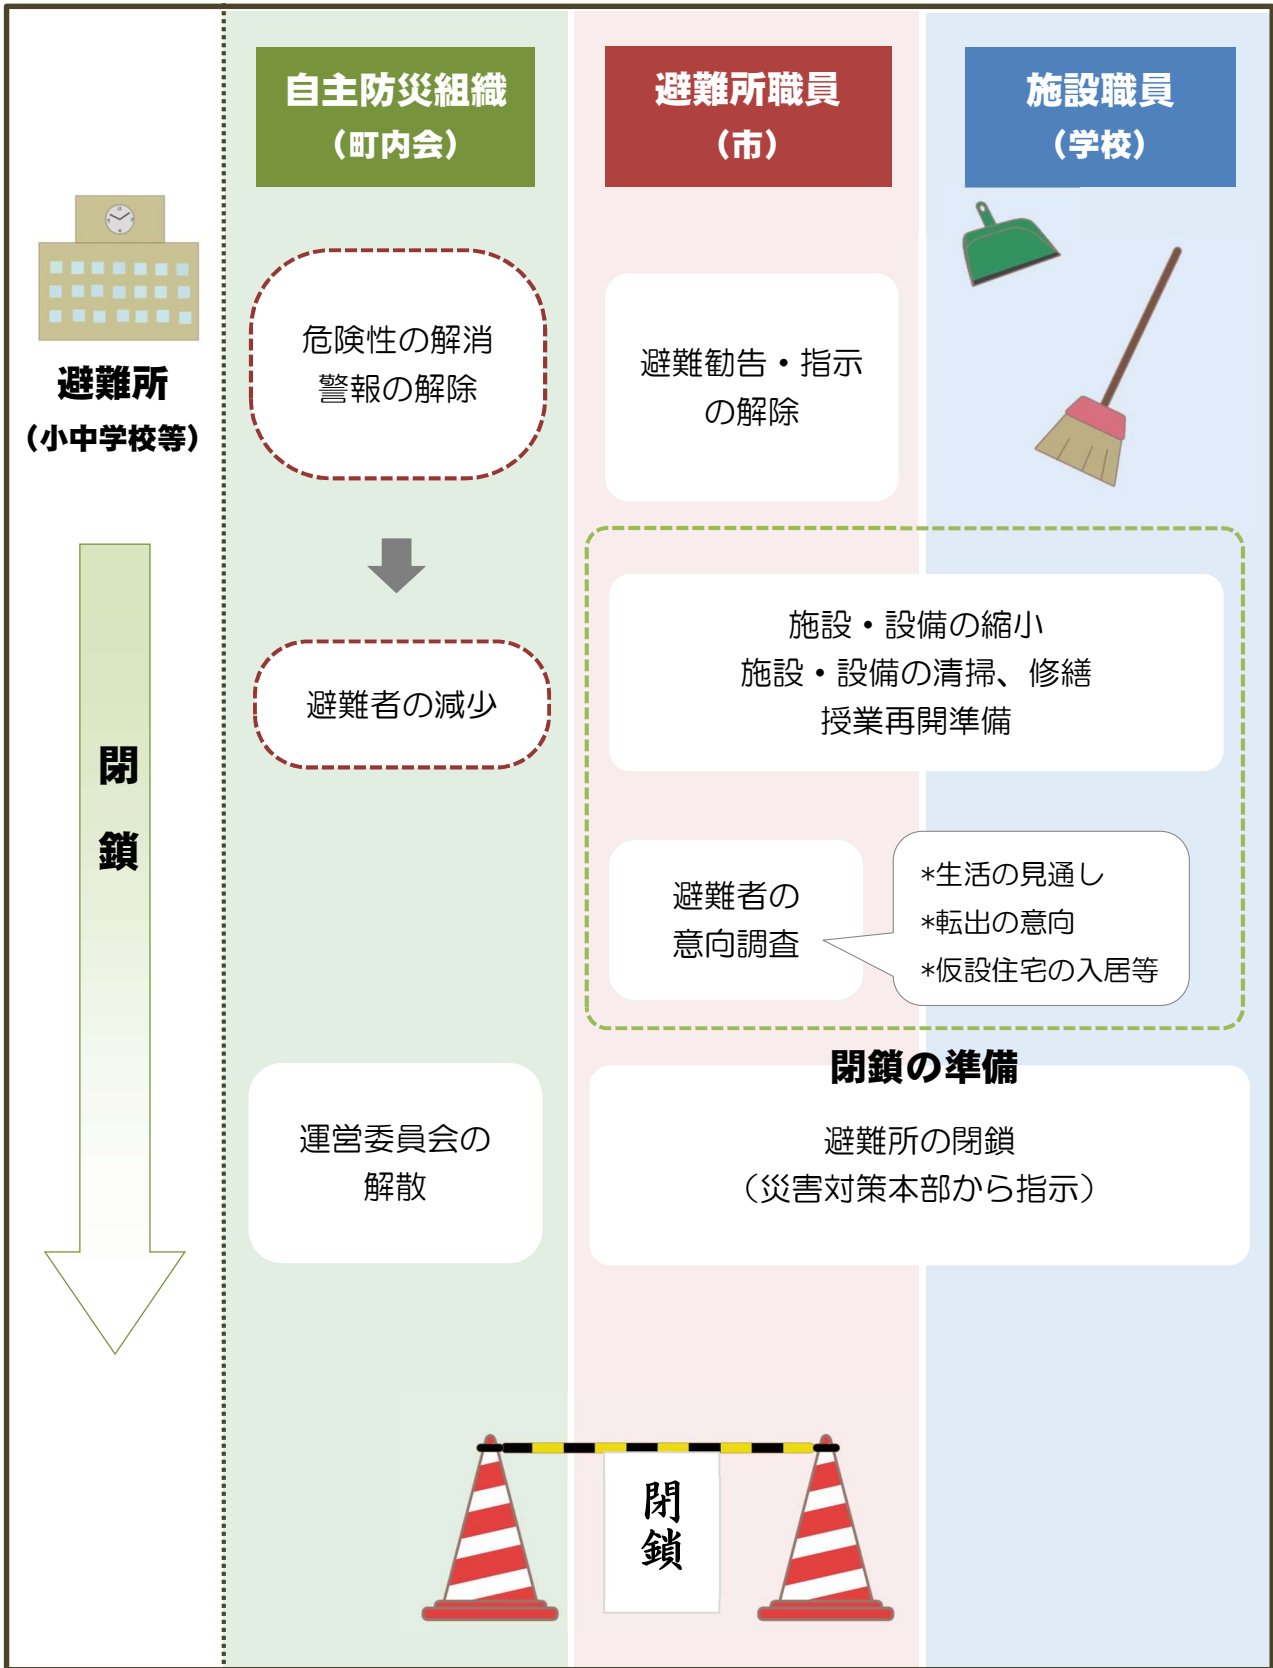 自主防災組織
（町内会）
避難所職員
（市）
施設職員
（学校）
避難所
（小中学校等）
危険性の解消
警報の解除
避難勧告・指示
の解除
施設・設備の縮小
施設・設備の清掃、修繕
授業再開準備
避難者の減少
閉
鎖
避難者の
意向調査
*生活の見通し
*転出の意向
*仮設住宅の入居等
閉鎖の準備
運営委員会の
解散
避難所の閉鎖
（災害対策本部から指示）
閉
鎖